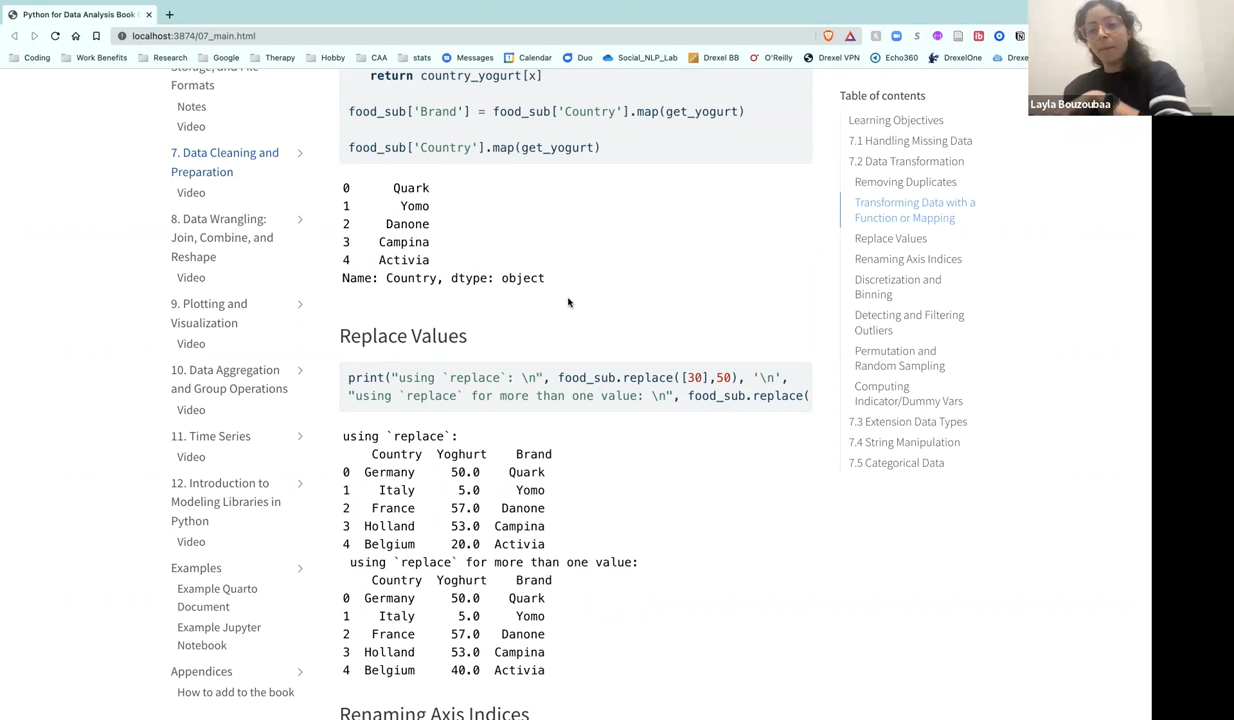 Python for Data Analysis Book
localhost:3874/07_main.html
Coding
Work Benefits
Research
Google
Therapy
Hobby
CAA
stats
Messages
Calendar
Duo
Social_NLP_Lab
Drexel BB
O'Reilly
Drexel VPN
Echo360
DrexelOne
Drexe
Layla Bouzoubaa
Storage, and File
Formats
Notes
Video
7. Data Cleaning and
Preparation
Video
8. Data Wrangling:
Join, Combine, and
Reshape
Video
9. Plotting and
Visualization
Video
10. Data Aggregation
and Group Operations
Video
11. Time Series
Video
12. Introduction to
Modeling Libraries in
Python
Video
Examples
Example Quarto
Document
Example Jupyter
Notebook
Appendices
How to add to the book
return country_yogurt[x]
food_sub['Brand'] = food_sub['Country'].map(get_yogurt)
food_sub['Country'].map(get_yogurt)
0 Quark
1 Yomo
2 Danone
3 Campina
4 Activia
Name: Country, dtype: object
Replace Values
print("using `replace`: \n", food_sub.replace([30],50), '\n',
"using `replace` for more than one value: \n", food_sub.replace(
using `replace`:
Country Yoghurt Brand
0 Germany 50.0 Quark
1 Italy 5.0 Yomo
2 France 57.0 Danone
3 Holland 53.0 Campina
4 Belgium 20.0 Activia
using `replace` for more than one value:
Country Yoghurt Brand
0 Germany 50.0 Quark
1 Italy 5.0 Yomo
2 France 57.0 Danone
3 Holland 53.0 Campina
4 Belgium 40.0 Activia
Renaming Axis Indices
Table of contents
Learning Objectives
7.1 Handling Missing Data
7.2 Data Transformation
Removing Duplicates
Transforming Data with a
Function or Mapping
Replace Values
Renaming Axis Indices
Discretization and
Binning
Detecting and Filtering
Outliers
Permutation and
Random Sampling
Computing
Indicator/Dummy Vars
7.3 Extension Data Types
7.4 String Manipulation
7.5 Categorical Data